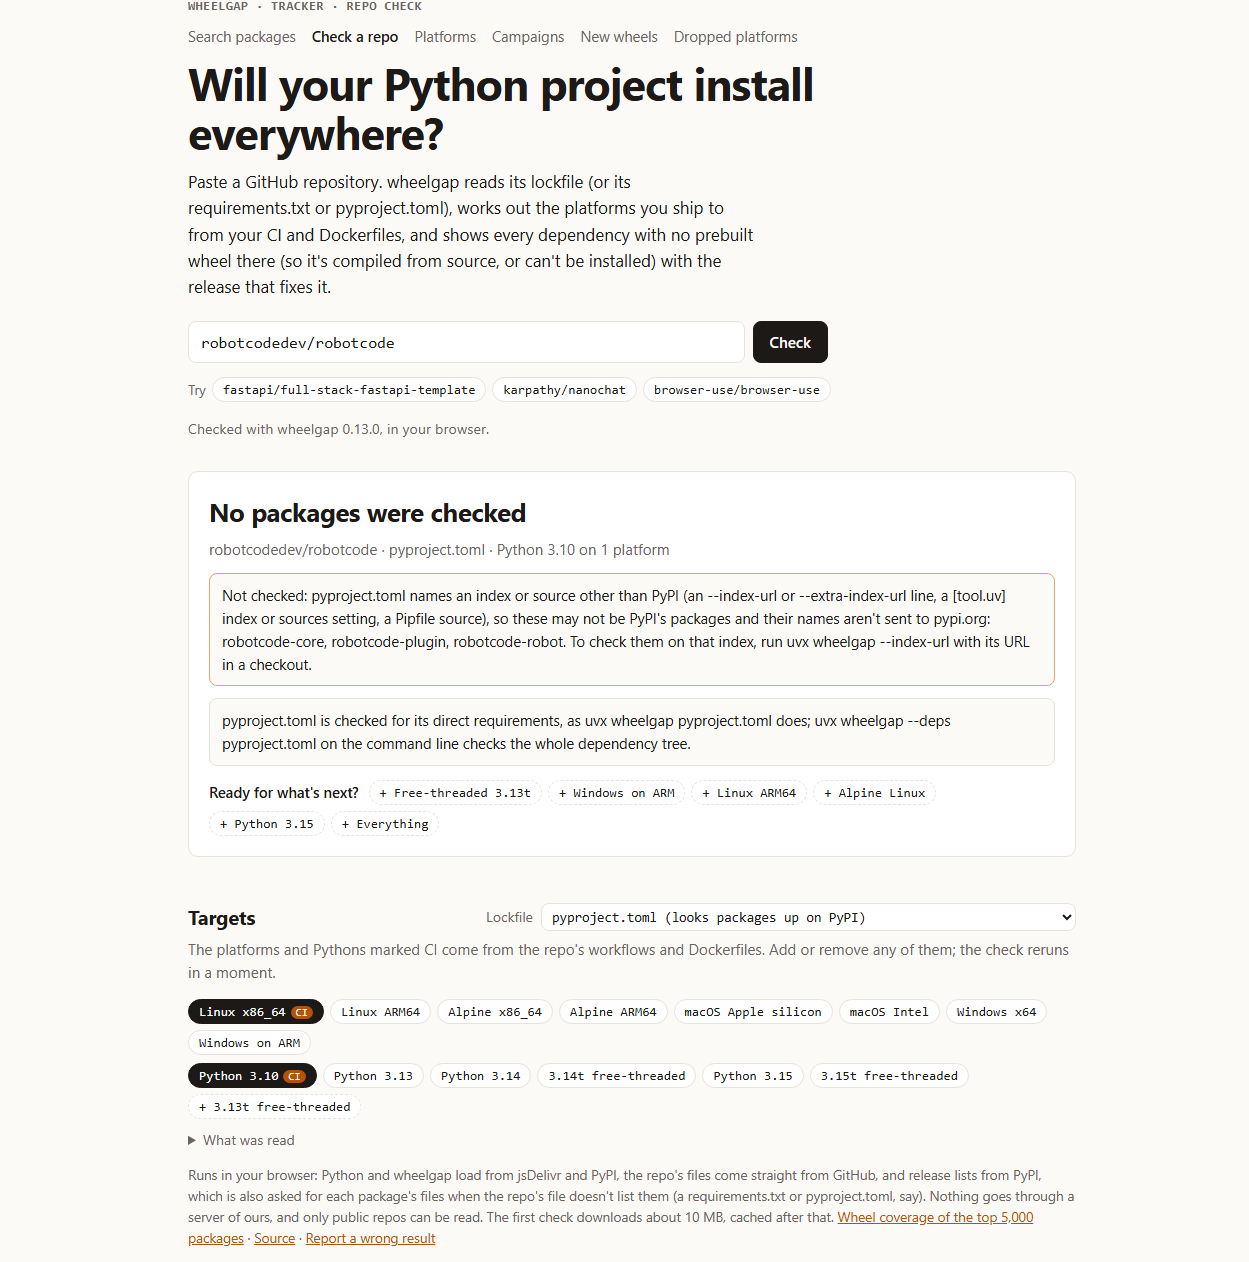 WHEELGAP · TRACKER · REPO CHECK
Search packages Check a repo Platforms Campaigns New wheels Dropped platforms
Will your Python project install
everywhere?
Paste a GitHub repository. wheelgap reads its lockfile (or its
requirements.txt or pyproject.toml), works out the platforms you ship to
from your CI and Dockerfiles, and shows every dependency with no prebuilt
wheel there (so it's compiled from source, or can't be installed) with the
release that fixes it.
robotcodedev/robotcode Check
Try fastapi/full-stack-fastapi-template karpathy/nanochat browser-use/browser-use
Checked with wheelgap 0.13.0, in your browser.
No packages were checked
robotcodedev/robotcode · pyproject.toml · Python 3.10 on 1 platform
Not checked: pyproject.toml names an index or source other than PyPI (an --index-url or --extra-index-url line, a [tool.uv]
index or sources setting, a Pipfile source), so these may not be PyPI's packages and their names aren't sent to pypi.org:
robotcode-core, robotcode-plugin, robotcode-robot. To check them on that index, run uvx wheelgap --index-url with its URL
in a checkout.
pyproject.toml is checked for its direct requirements, as uvx wheelgap pyproject.toml does; uvx wheelgap --deps
pyproject.toml on the command line checks the whole dependency tree.
Ready for what's next? + Free-threaded 3.13t + Windows on ARM + Linux ARM64 + Alpine Linux
+ Python 3.15 + Everything
Targets Lockfile pyproject.toml (looks packages up on PyPI)
The platforms and Pythons marked CI come from the repo's workflows and Dockerfiles. Add or remove any of them; the check reruns
in a moment.
Linux x86_64 CI Linux ARM64 Alpine x86_64 Alpine ARM64 macOS Apple silicon macOS Intel Windows x64
Windows on ARM
Python 3.10 CI Python 3.13 Python 3.14 3.14t free-threaded Python 3.15 3.15t free-threaded
+ 3.13t free-threaded
What was read
Runs in your browser: Python and wheelgap load from jsDelivr and PyPI, the repo's files come straight from GitHub, and release lists from PyPI,
which is also asked for each package's files when the repo's file doesn't list them (a requirements.txt or pyproject.toml, say). Nothing goes through a
server of ours, and only public repos can be read. The first check downloads about 10 MB, cached after that. Wheel coverage of the top 5,000
packages · Source · Report a wrong result